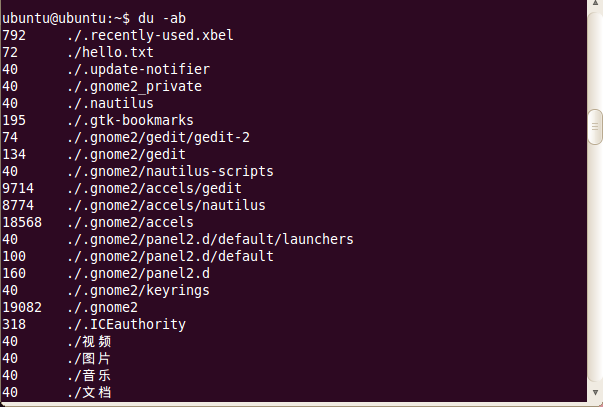 ubuntu@ubuntu:~$ du -ab
792 ./.recently-used.xbel
72 ./hello.txt
40 ./.update-notifier
40 ./.gnome2_private
40 ./.nautilus
195 ./.gtk-bookmarks
74 ./.gnome2/gedit/gedit-2
134 ./.gnome2/gedit
40 ./.gnome2/nautilus-scripts
9714 ./.gnome2/accels/gedit
8774 ./.gnome2/accels/nautilus
18568 ./.gnome2/accels
40 ./.gnome2/panel2.d/default/launchers
100 ./.gnome2/panel2.d/default
160 ./.gnome2/panel2.d
40 ./.gnome2/keyrings
19082 ./.gnome2
318 ./.ICEauthority
40 ./视频
40 ./图片
40 ./音乐
40 ./文档